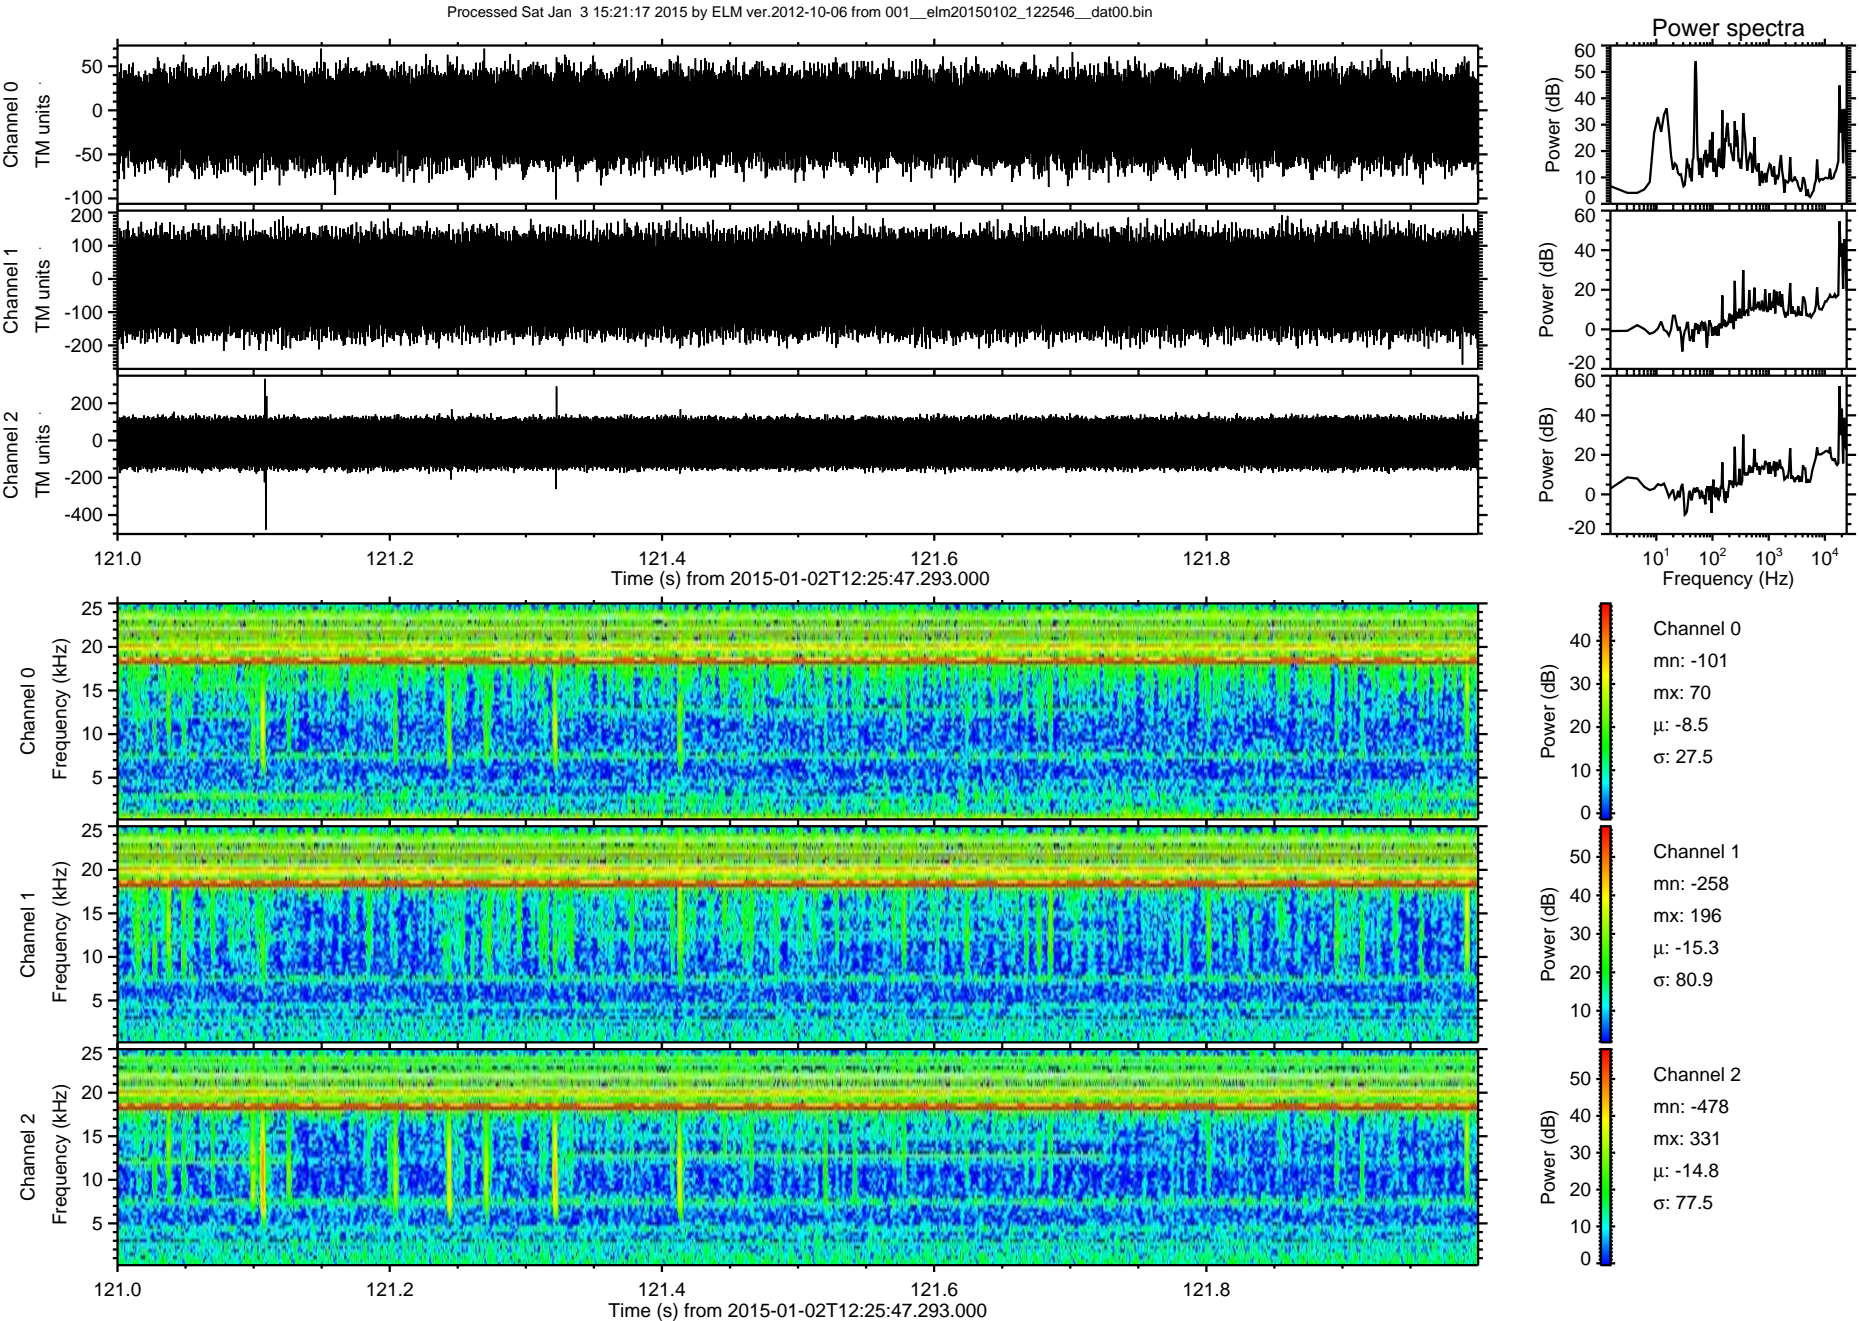 Processed Sat Jan  3 15:21:17 2015 by ELM ver.2012-10-06 from 001__elm20150102_122546__dat00.bin
Power spectra
Channel 0
TM units
50
0
-50
-100
Power (dB)
60
50
40
30
20
10
0
Channel 1
TM units
200
100
0
-100
-200
Power (dB)
60
40
20
0
-20
Channel 2
TM units
200
0
-200
-400
Power (dB)
60
40
20
0
-20
121.0 121.2 121.4 121.6 121.8
Time (s) from 2015-01-02T12:25:47.293.000
10^1 10^2 10^3 10^4
Frequency (Hz)
Channel 0
Frequency (kHz)
25
20
15
10
5
Power (dB)
40
30
20
10
0
Channel 0
mn: -101
mx: 70
μ: -8.5
σ: 27.5
Channel 1
Frequency (kHz)
25
20
15
10
5
Power (dB)
50
40
30
20
10
Channel 1
mn: -258
mx: 196
μ: -15.3
σ: 80.9
Channel 2
Frequency (kHz)
25
20
15
10
5
Power (dB)
50
40
30
20
10
0
Channel 2
mn: -478
mx: 331
μ: -14.8
σ: 77.5
121.0 121.2 121.4 121.6 121.8
Time (s) from 2015-01-02T12:25:47.293.000